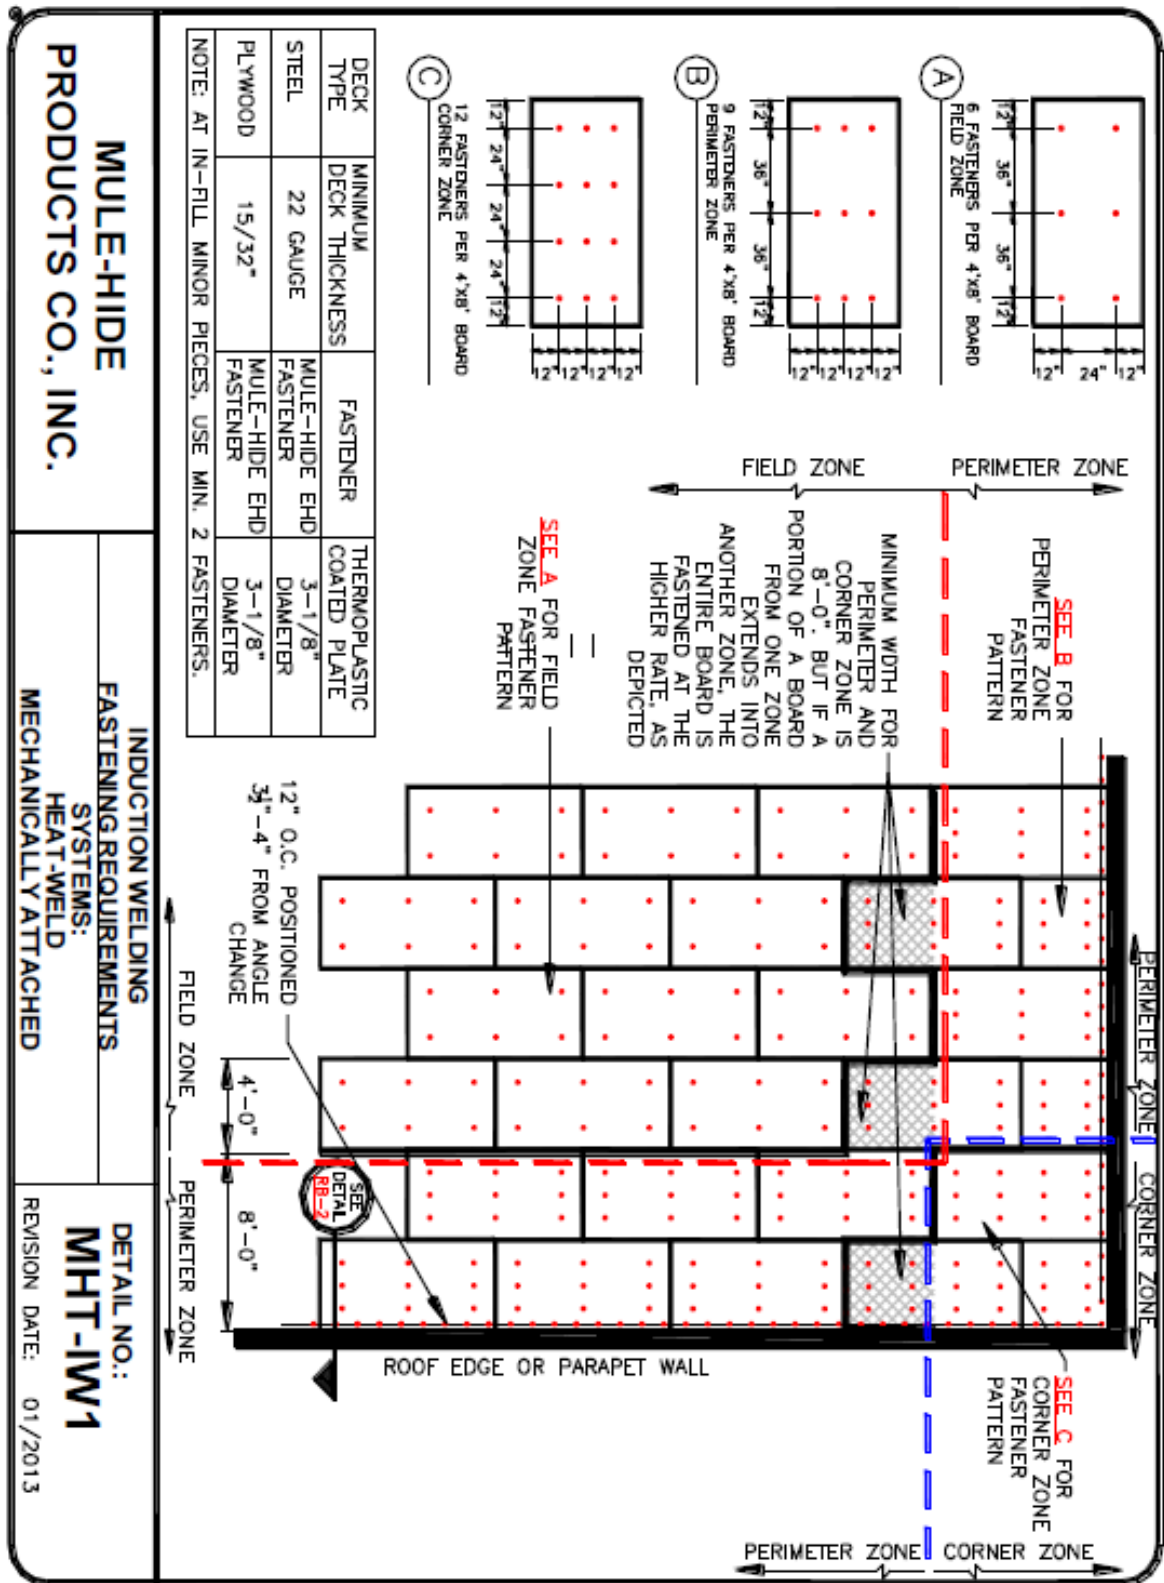 A
6 FASTENERS PER 4'X8' BOARD
FIELD ZONE
12"
36"
36"
12"
12"
24"
12"
B
9 FASTENERS PER 4'X8' BOARD
PERIMETER ZONE
12"
36"
36"
12"
12"
12"
12"
12"
C
12 FASTENERS PER 4'X8' BOARD
CORNER ZONE
12"
24"
24"
24"
12"
12"
12"
12"
12"
DECK TYPE
MINIMUM DECK THICKNESS
FASTENER
THERMOPLASTIC COATED PLATE
STEEL
22 GAUGE
MULE-HIDE EHD FASTENER
3-1/8" DIAMETER
PLYWOOD
15/32"
MULE-HIDE EHD FASTENER
3-1/8" DIAMETER
NOTE: AT IN-FILL MINOR PIECES, USE MIN. 2 FASTENERS.
FIELD ZONE
PERIMETER ZONE
SEE B FOR
PERIMETER ZONE
FASTENER
PATTERN
MINIMUM WDTH FOR
PERIMETER AND
CORNER ZONE IS
8'-0". BUT IF A
PORTION OF A BOARD
FROM ONE ZONE
EXTENDS INTO
ANOTHER ZONE, THE
ENTIRE BOARD IS
FASTENED AT THE
HIGHER RATE, AS
DEPICTED
SEE A FOR FIELD
ZONE FASTENER
PATTERN
12" O.C. POSITIONED
3½"-4" FROM ANGLE
CHANGE
PERIMETER ZONE
CORNER ZONE
SEE C FOR
CORNER ZONE
FASTENER
PATTERN
4'-0"
8'-0"
SEE
DETAIL
RB-2
FIELD ZONE
PERIMETER ZONE
ROOF EDGE OR PARAPET WALL
PERIMETER ZONE
CORNER ZONE
MULE-HIDE
PRODUCTS CO., INC.
INDUCTION WELDING
FASTENING REQUIREMENTS
SYSTEMS:
HEAT-WELD
MECHANICALLY ATTACHED
DETAIL NO.:
MHT-IW1
REVISION DATE: 01/2013